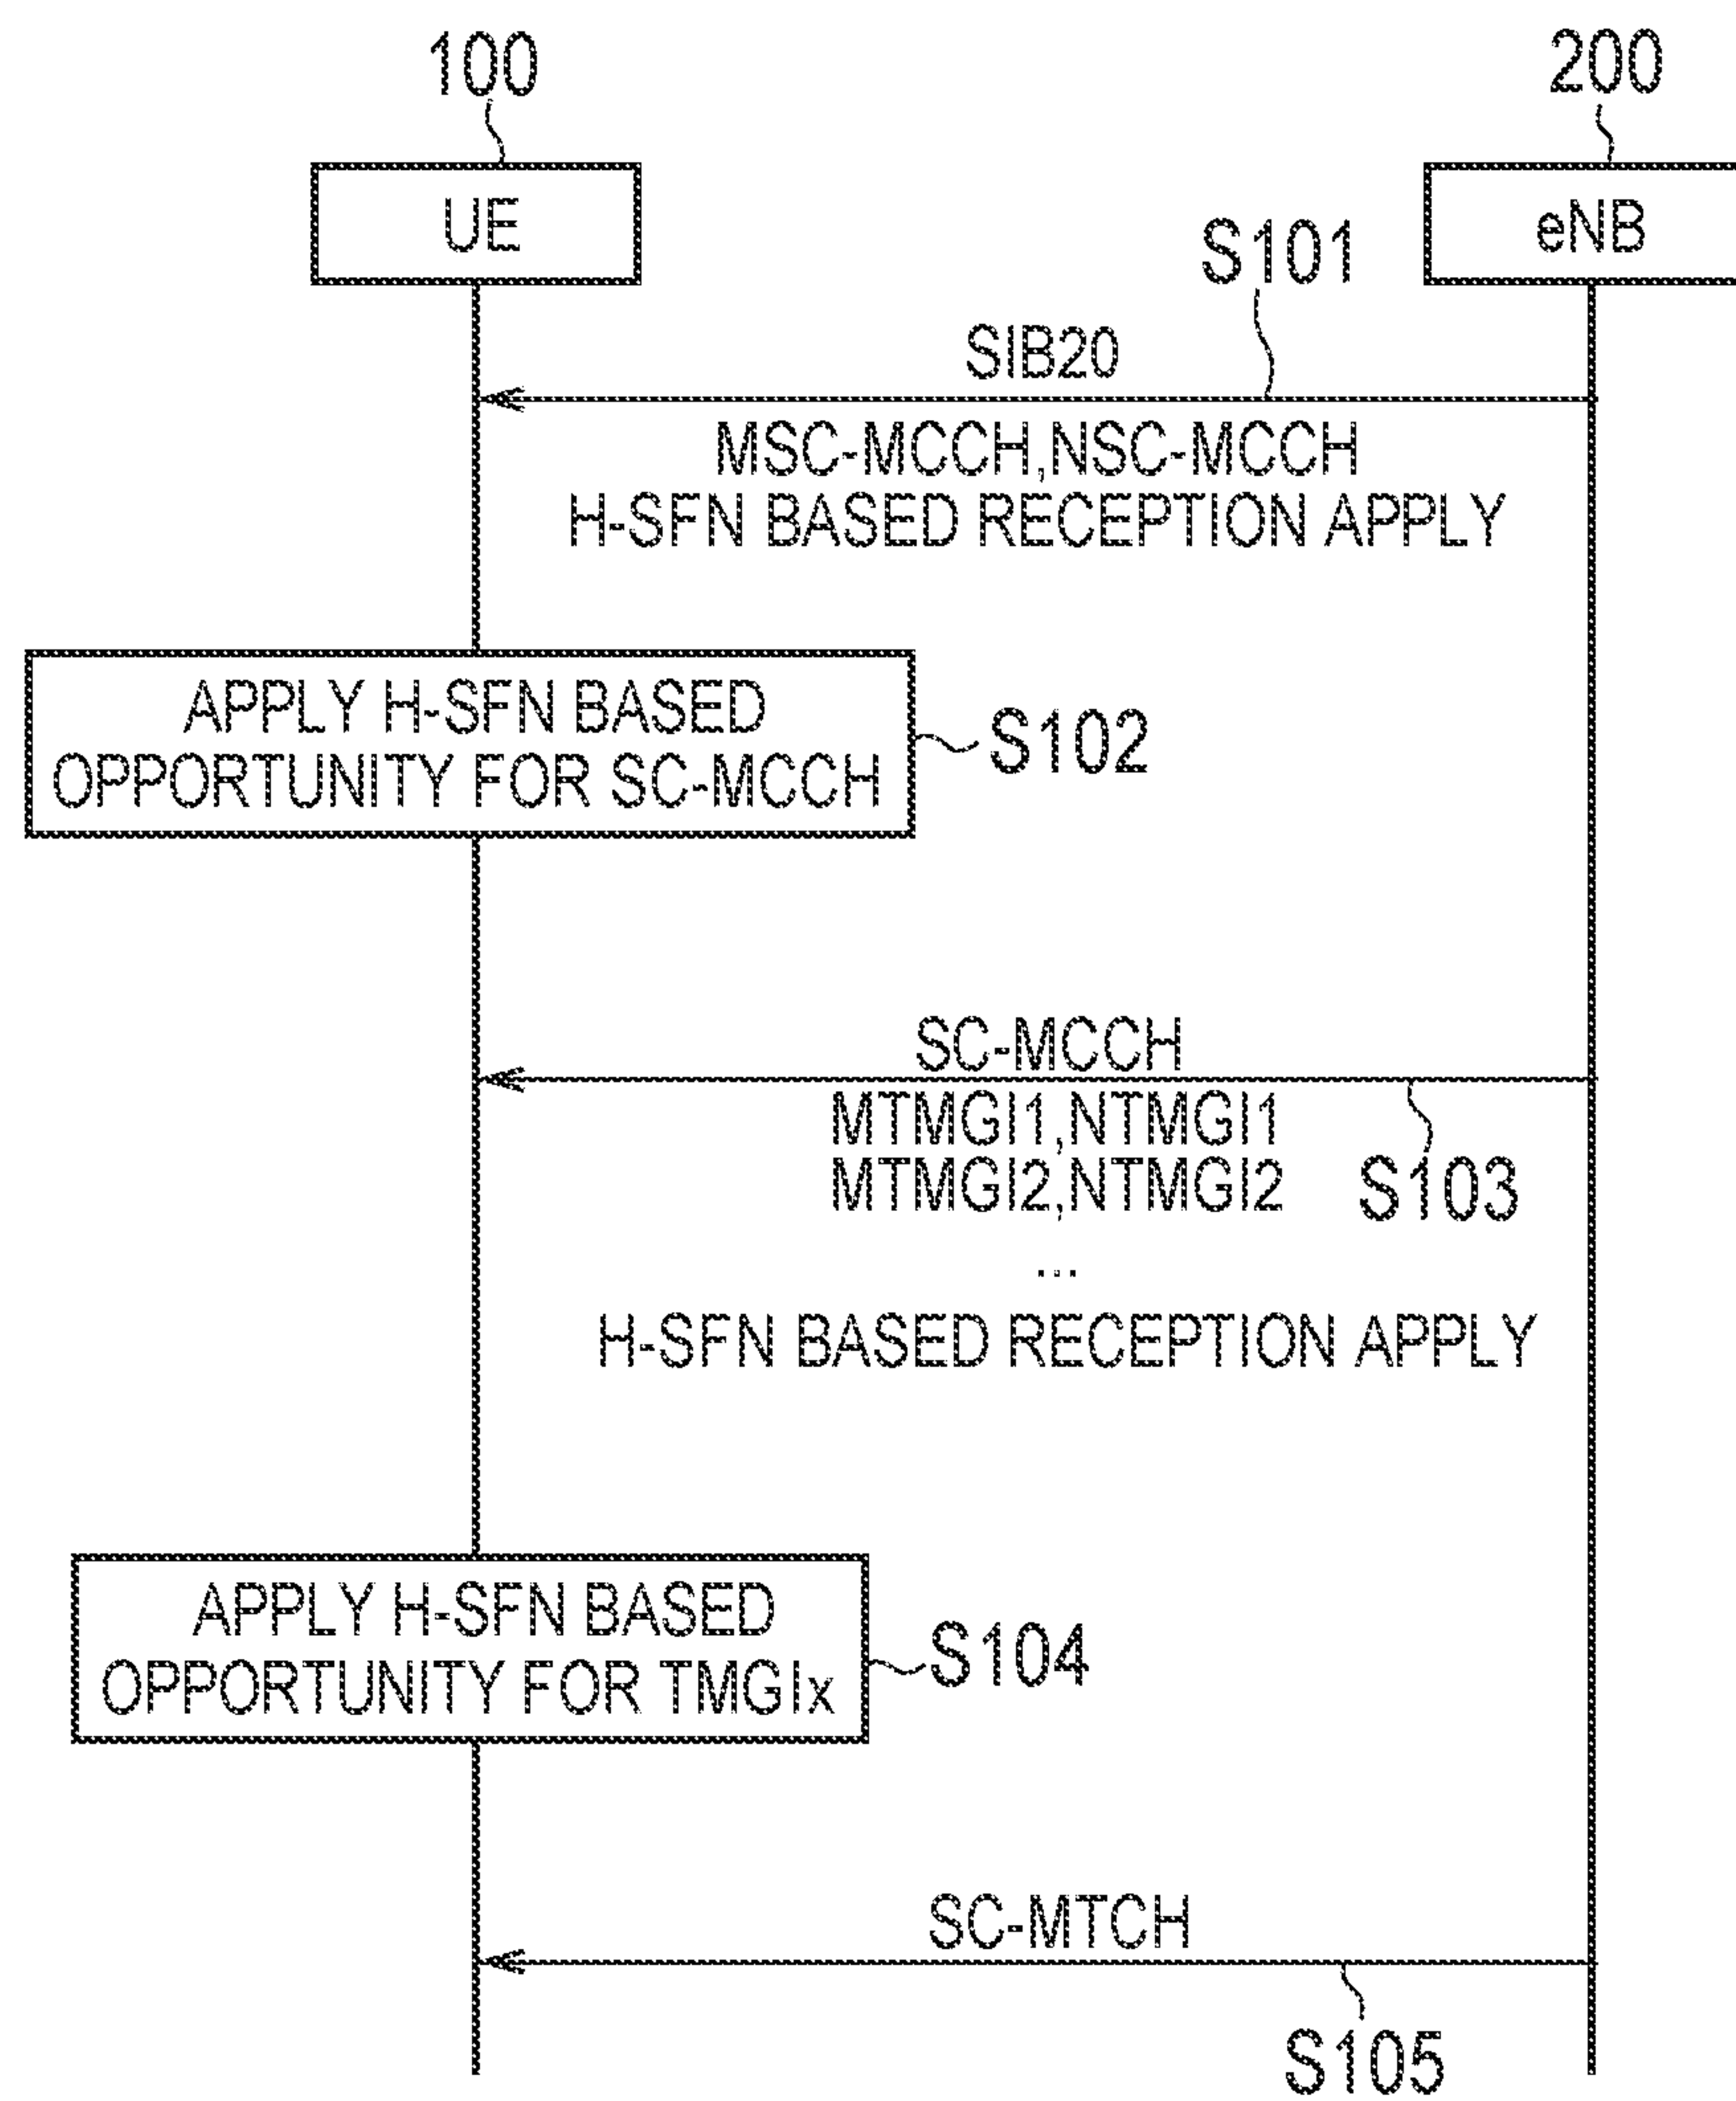 100
200
UE
eNB
S101
SIB20
MSC-MCCH,NSC-MCCH
H-SFN BASED RECEPTION APPLY
APPLY H-SFN BASED
OPPORTUNITY FOR SC-MCCH
S102
SC-MCCH
MTMGI1,NTMGI1
MTMGI2,NTMGI2
S103
...
H-SFN BASED RECEPTION APPLY
APPLY H-SFN BASED
OPPORTUNITY FOR TMGIx
S104
SC-MTCH
S105